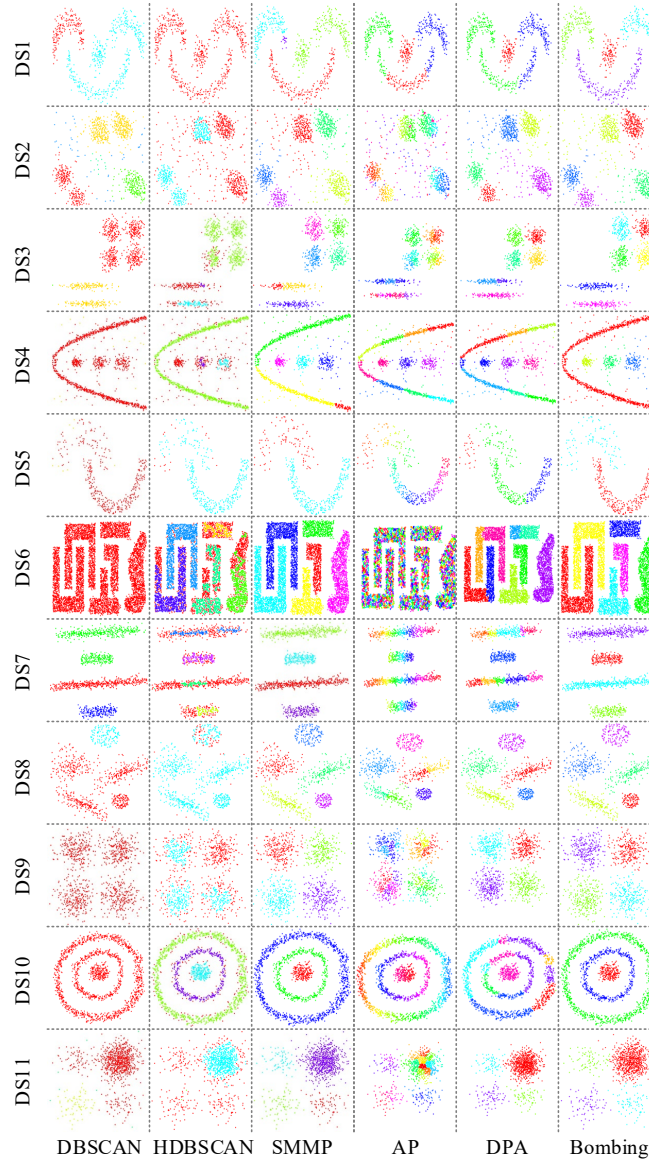 DS1
DS2
DS3
DS4
DS5
DS6
DS7
DS8
DS9
DS10
DS11
DBSCAN HDBSCAN SMMP AP DPA Bombing